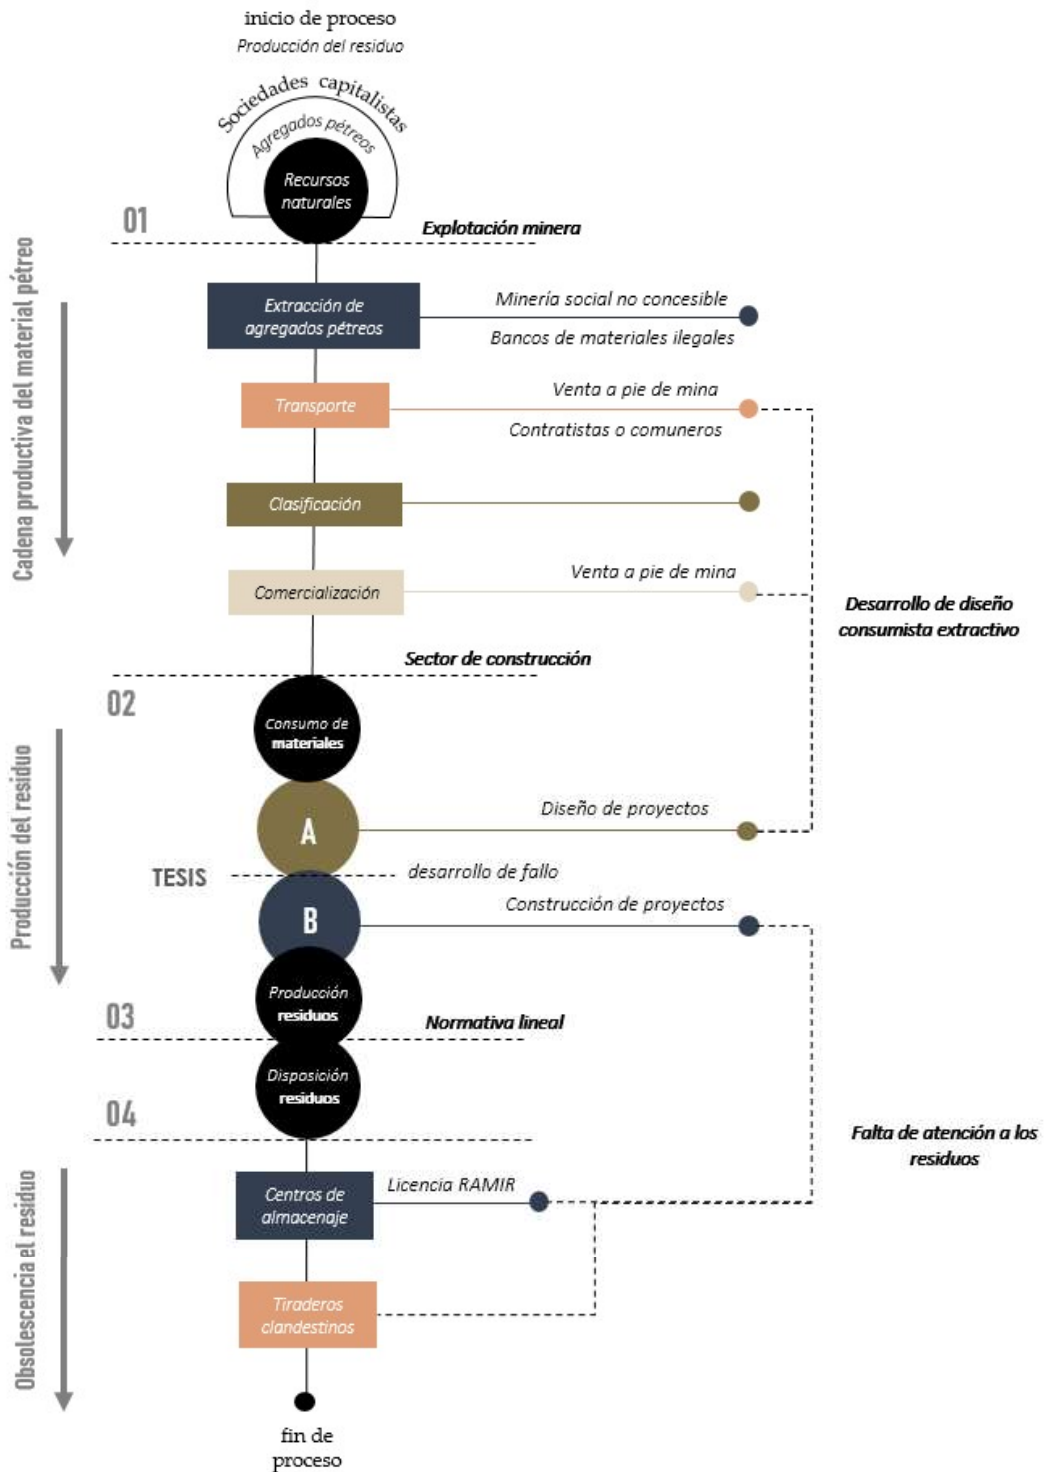 inicio de proceso
Producción del residuo
Sociedades capitalistas
Agregados pétreos
Recursos
naturales
01
Explotación minera
Cadena productiva del material pétreo
Extracción de
agregados pétreos
Minería social no concesible
Bancos de materiales ilegales
Transporte
Venta a pie de mina
Contratistas o comuneros
Clasificación
Comercialización
Venta a pie de mina
Desarrollo de diseño
consumista extractivo
Sector de construcción
02
Consumo de
materiales
Producción del residuo
A
Diseño de proyectos
TESIS
desarrollo de fallo
B
Construcción de proyectos
Producción
residuos
03
Normativa lineal
Disposición
residuos
04
Falta de atención a los
residuos
Obsolescencia el residuo
Centros de
almacenaje
Licencia RAMIR
Tiraderos
clandestinos
fin de
proceso